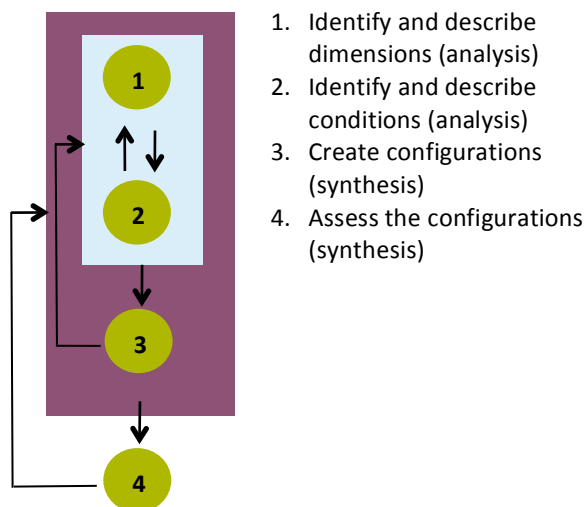 1
2
3
4
1. Identify and describe
dimensions (analysis)
2. Identify and describe
conditions (analysis)
3. Create configurations
(synthesis)
4. Assess the configurations
(synthesis)